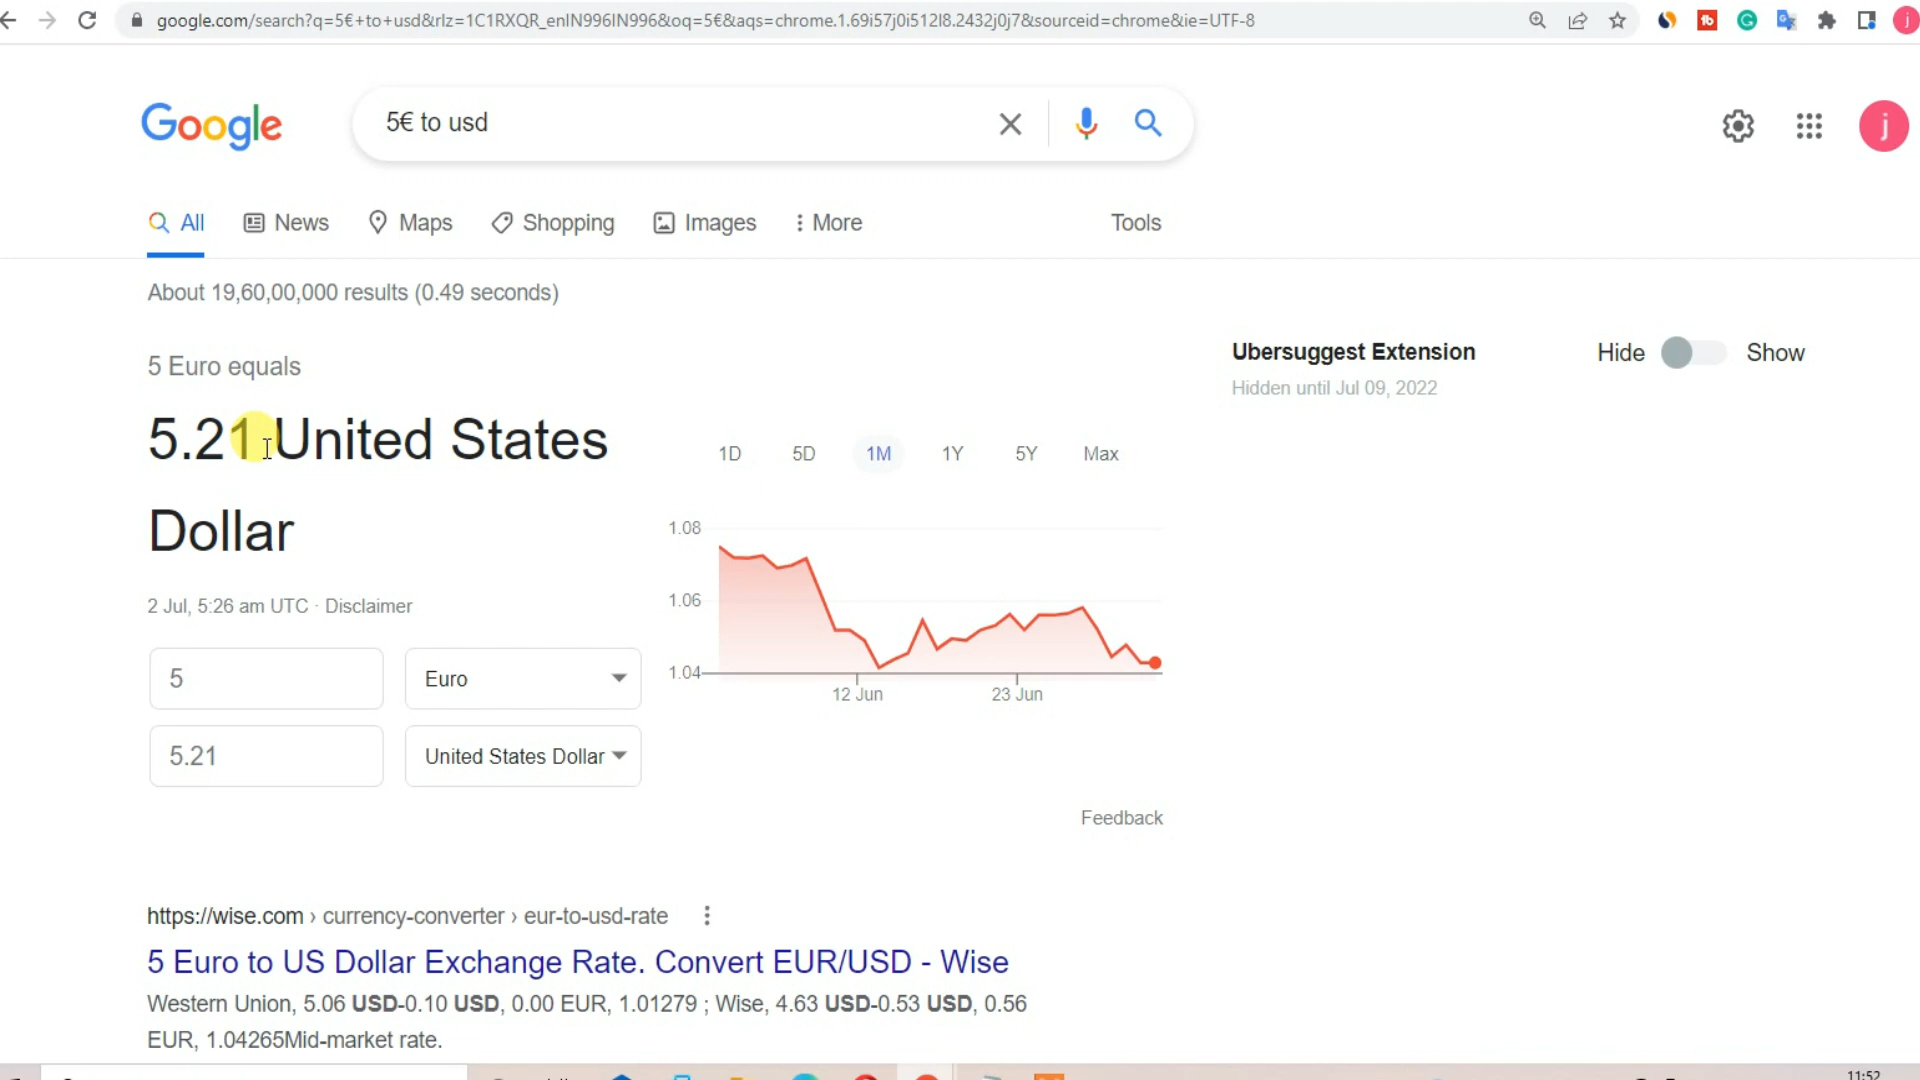 google.com/search?q=5€+to+usd&rlz=1C1RXQR_enIN996IN996&oq=5€&aqs=chrome.1.69i57j0i512l8.2432j0j7&sourceid=chrome&ie=UTF-8
Google
5€ to usd
j
All News Maps Shopping Images More Tools
About 19,60,00,000 results (0.49 seconds)
5 Euro equals
5.21 United States
Dollar
2 Jul, 5:26 am UTC · Disclaimer
5 Euro
5.21 United States Dollar
1D 5D 1M 1Y 5Y Max
1.08
1.06
1.04
12 Jun 23 Jun
Feedback
Ubersuggest Extension Hide Show
Hidden until Jul 09, 2022
https://wise.com › currency-converter › eur-to-usd-rate
5 Euro to US Dollar Exchange Rate. Convert EUR/USD - Wise
Western Union, 5.06 USD-0.10 USD, 0.00 EUR, 1.01279 ; Wise, 4.63 USD-0.53 USD, 0.56
EUR, 1.04265Mid-market rate.
11:52